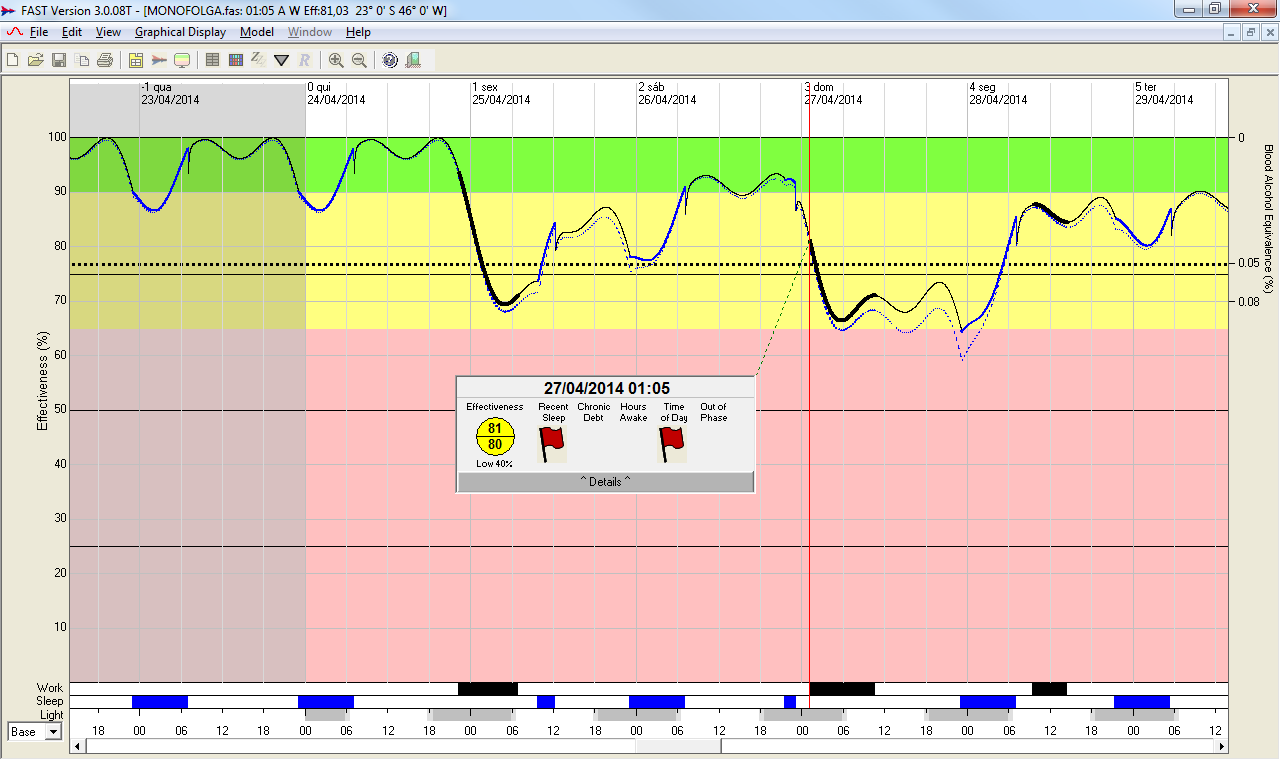 FAST Version 3.0.08T - [MONOFOLGA.fas: 01:05 A W Eff:81,03  23° 0' S 46° 0' W]
File Edit View Graphical Display Model Window Help
-1 qua 0 qui 1 sex 2 sáb 3 dom 4 seg 5 ter
23/04/2014 24/04/2014 25/04/2014 26/04/2014 27/04/2014 28/04/2014 29/04/2014
100 0
90
80
0.05
70 0.08
60
50
40
30
20
10
Effectiveness (%)
Blood Alcohol Equivalence (%)
27/04/2014 01:05
Effectiveness Recent Sleep Chronic Debt Hours Awake Time of Day Out of Phase
81
80
Low 40%
^ Details ^
Work
Sleep
Light
Base
18 00 06 12 18 00 06 12 18 00 06 12 18 00 06 12 18 00 06 12 18 00 06 12 18 00 06 12